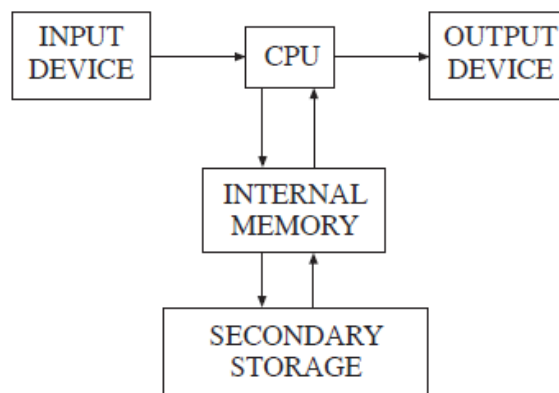 INPUT
DEVICE
CPU
OUTPUT
DEVICE
INTERNAL
MEMORY
SECONDARY
STORAGE